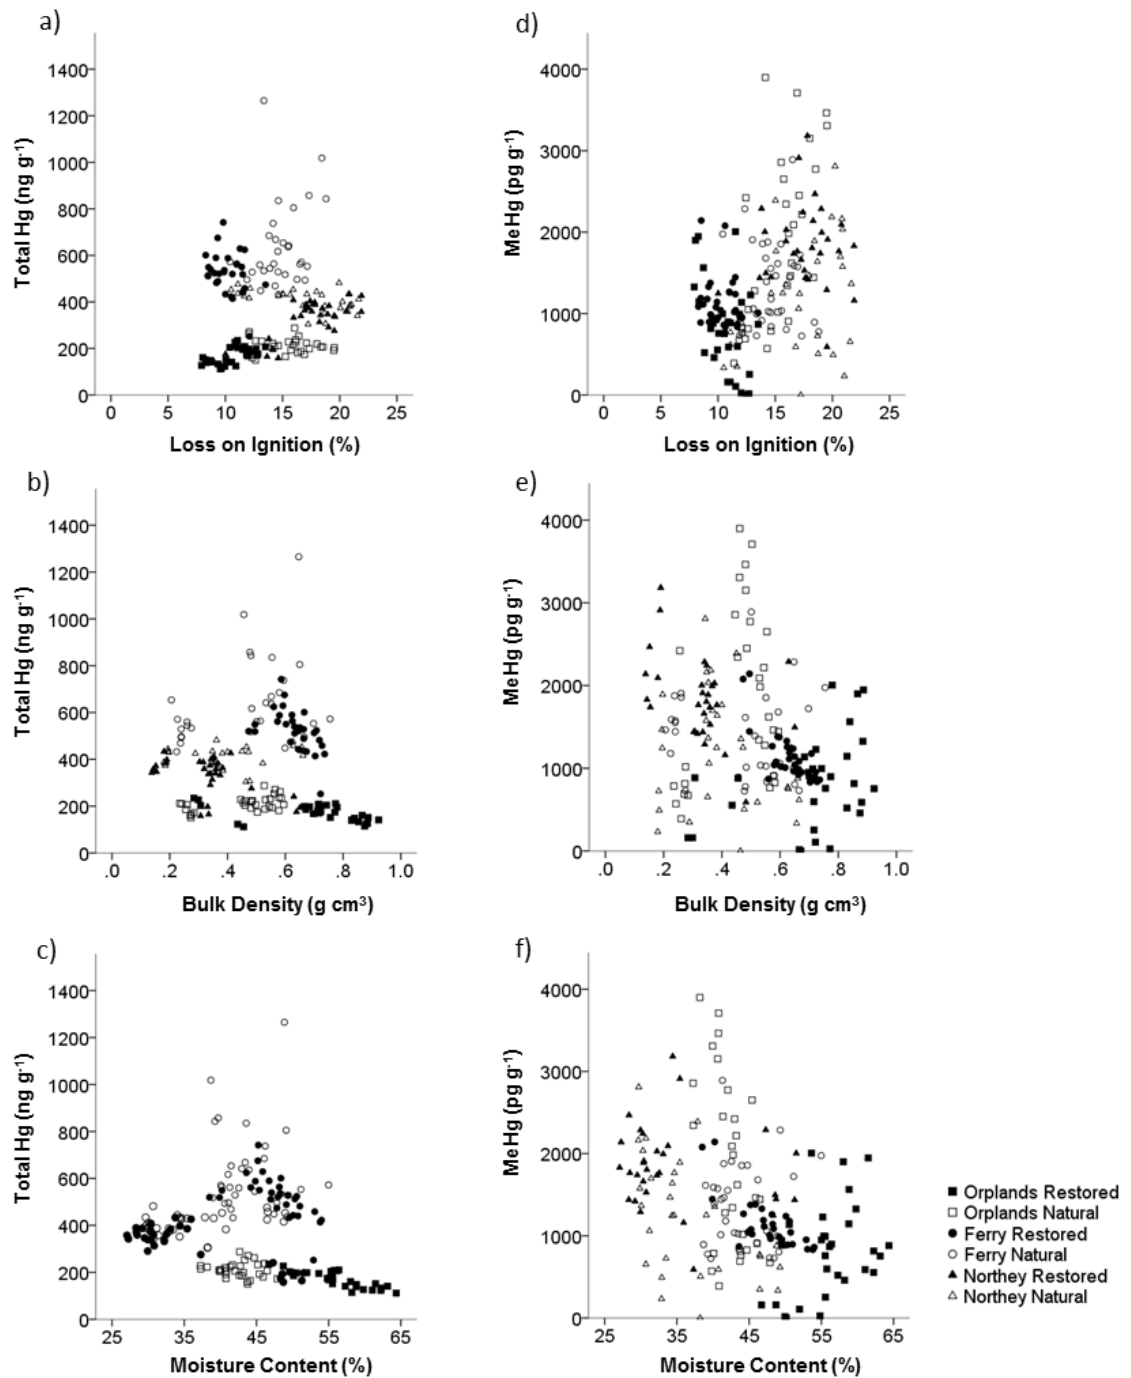 a)
Total Hg (ng g-1)
1400
1200
1000
800
600
400
200
0
0 5 10 15 20 25
Loss on Ignition (%)
d)
MeHg (pg g-1)
4000
3000
2000
1000
0
0 5 10 15 20 25
Loss on Ignition (%)
b)
Total Hg (ng g-1)
1400
1200
1000
800
600
400
200
0
.0 .2 .4 .6 .8 1.0
Bulk Density (g cm3)
e)
MeHg (pg g-1)
4000
3000
2000
1000
0
.0 .2 .4 .6 .8 1.0
Bulk Density (g cm3)
c)
Total Hg (ng g-1)
1400
1200
1000
800
600
400
200
0
25 35 45 55 65
Moisture Content (%)
f)
MeHg (pg g-1)
4000
3000
2000
1000
0
25 35 45 55 65
Moisture Content (%)
Orplands Restored
Orplands Natural
Ferry Restored
Ferry Natural
Northey Restored
Northey Natural